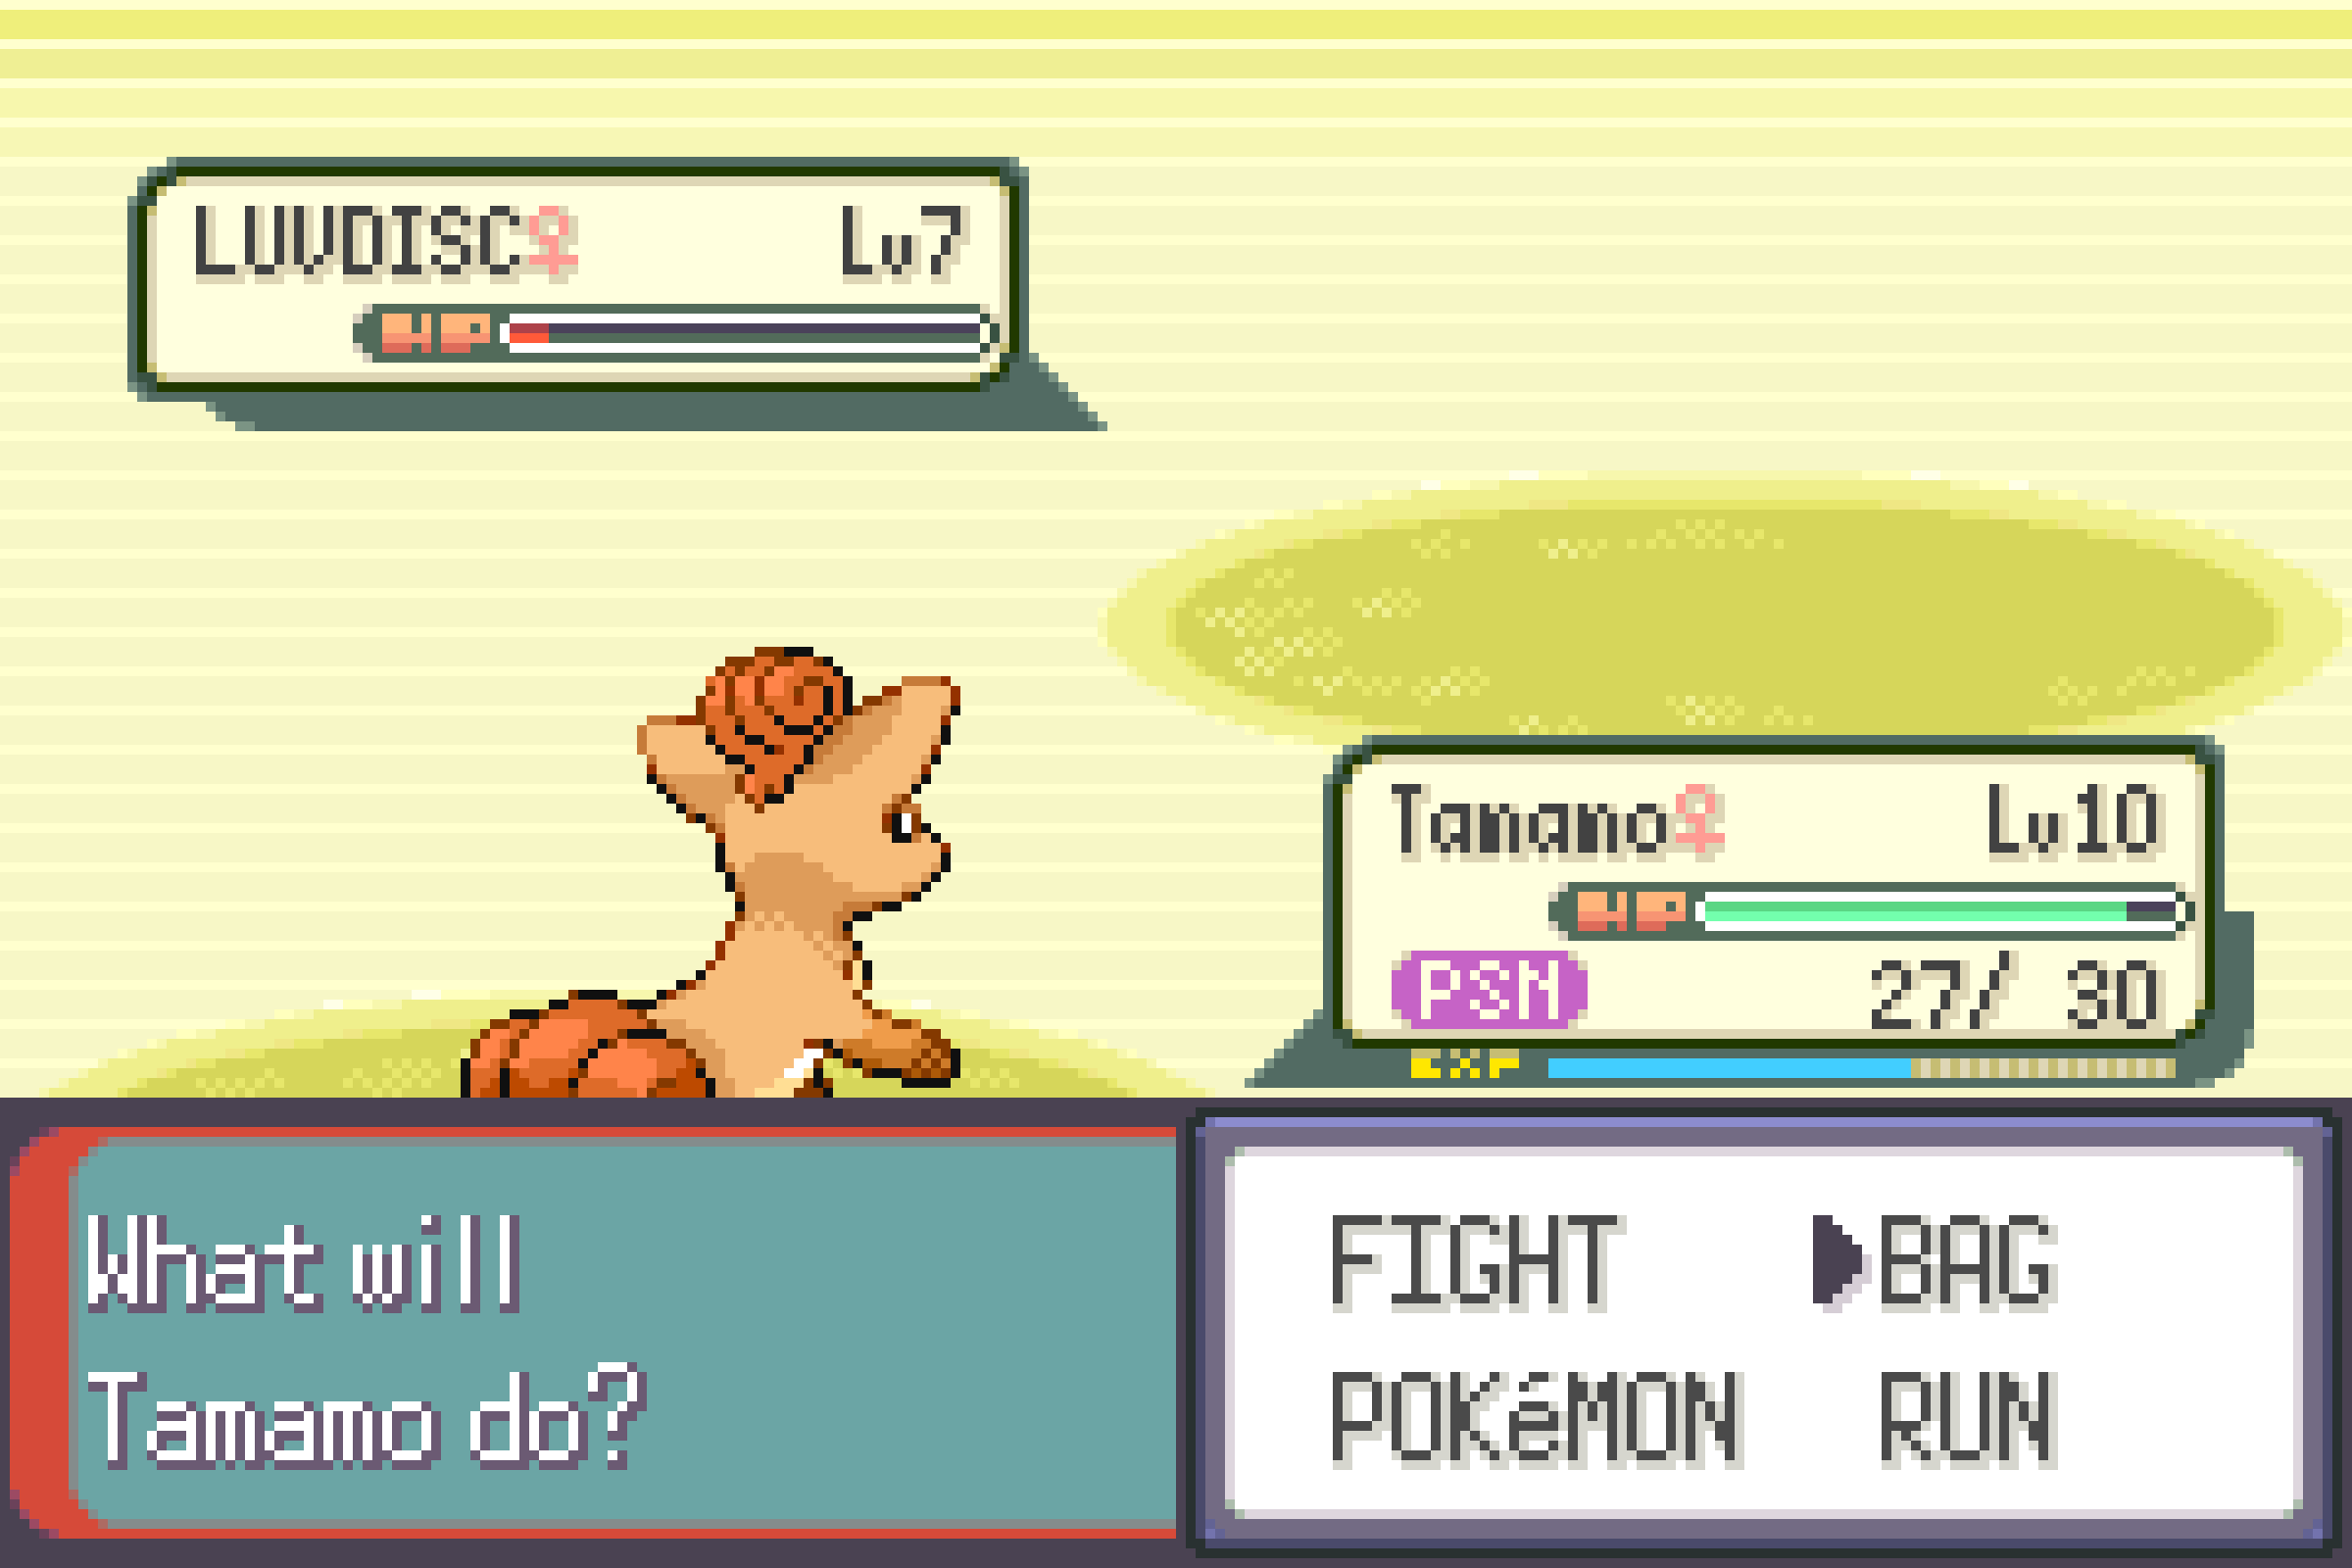 LUVDISC♀ Lv7
HP
Tamamo♀ Lv10
HP
PSN 27/ 30
EXP
What will
Tamamo do?
FIGHT ▶BAG
POKéMON RUN